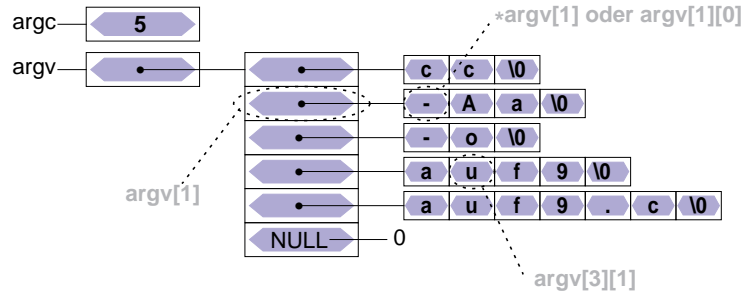 *argv[1] oder argv[1][0]
argc 5
argv c c \0
- A a \0
- o \0
argv[1] a u f 9 \0
a u f 9 . c \0
NULL 0
argv[3][1]